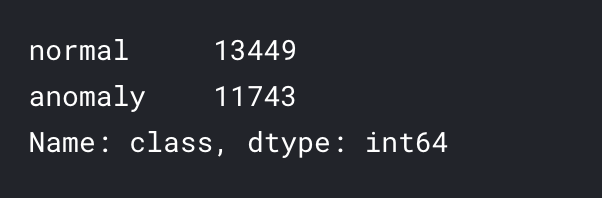 normal     13449
anomaly    11743
Name: class, dtype: int64